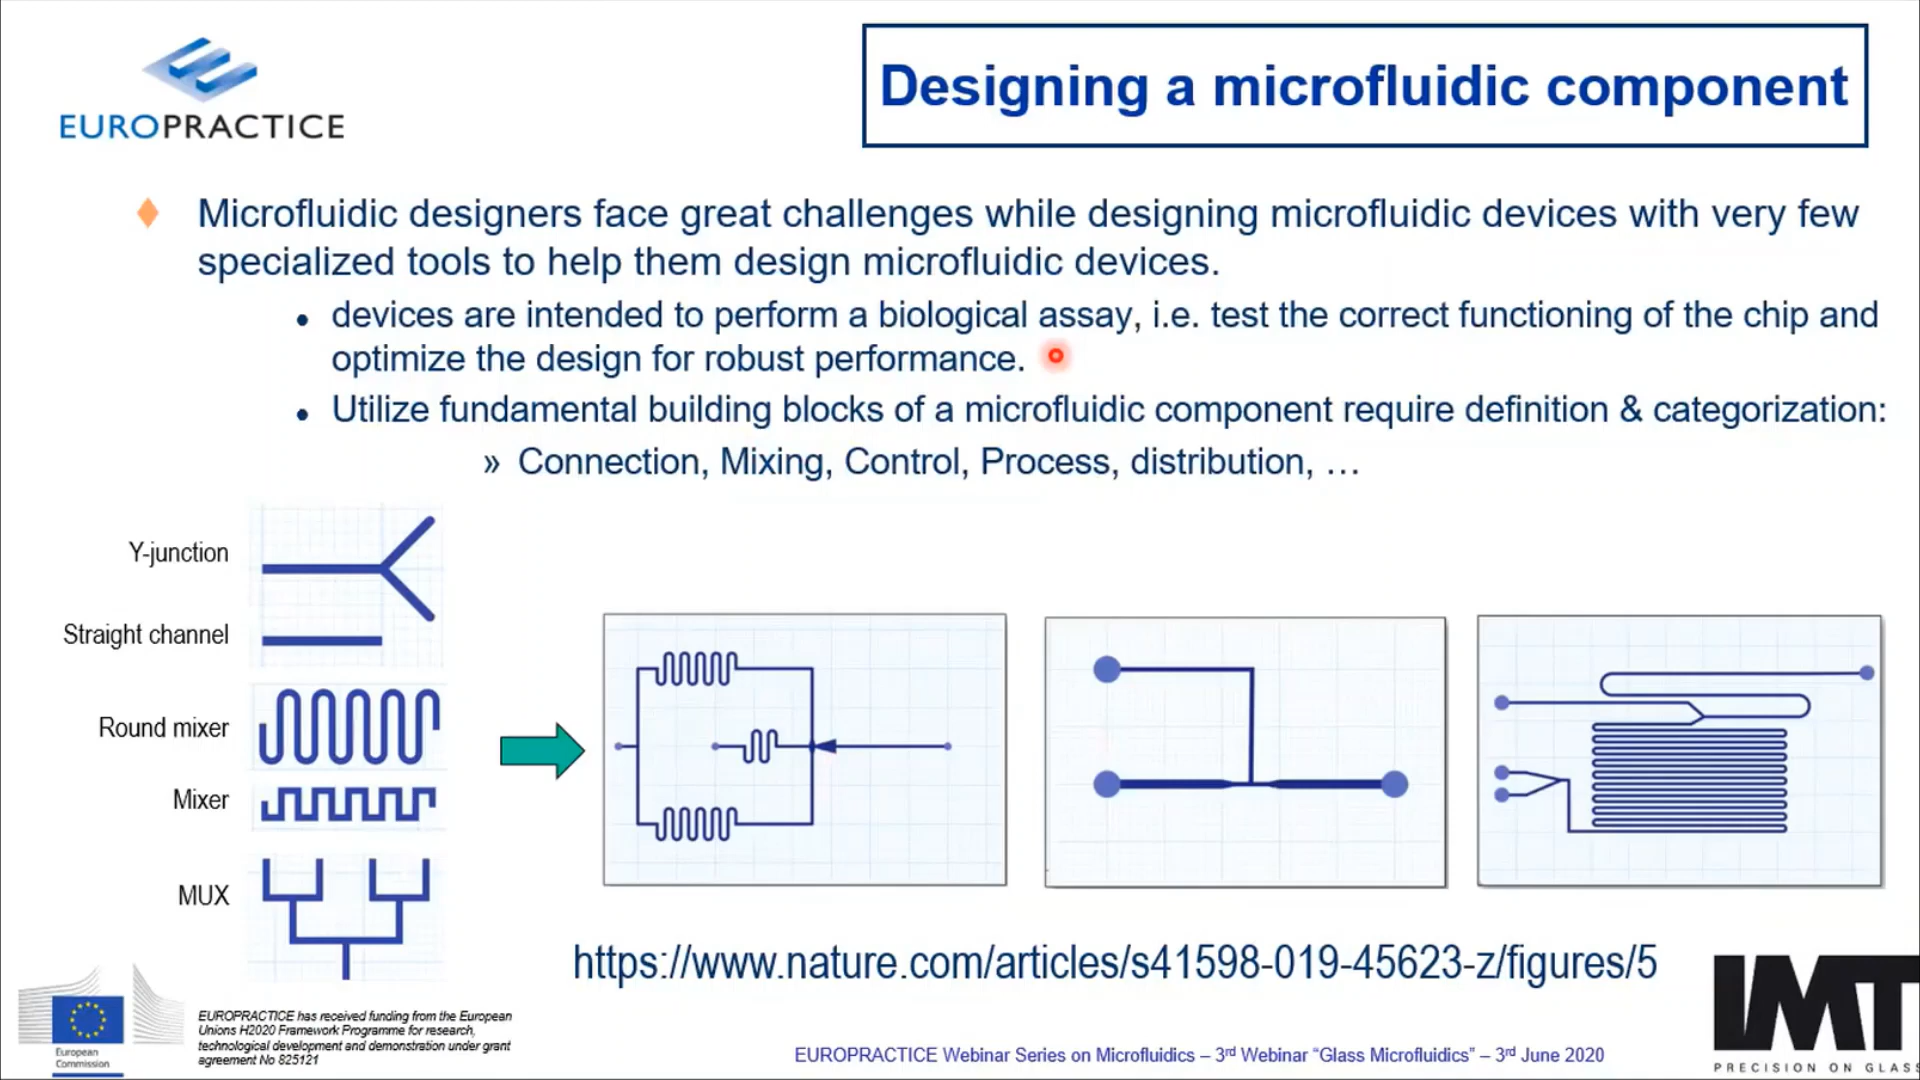 EUROPRACTICE
Designing a microfluidic component
Microfluidic designers face great challenges while designing microfluidic devices with very few
specialized tools to help them design microfluidic devices.
• devices are intended to perform a biological assay, i.e. test the correct functioning of the chip and
optimize the design for robust performance.
• Utilize fundamental building blocks of a microfluidic component require definition & categorization:
» Connection, Mixing, Control, Process, distribution, …
Y-junction
Straight channel
Round mixer
Mixer
MUX
https://www.nature.com/articles/s41598-019-45623-z/figures/5
European
Commission
EUROPRACTICE has received funding from the European
Unions H2020 Framework Programme for research,
technological development and demonstration under grant
agreement No 825121
EUROPRACTICE Webinar Series on Microfluidics – 3rd Webinar “Glass Microfluidics” – 3rd June 2020
IMT
PRECISION ON GLASS